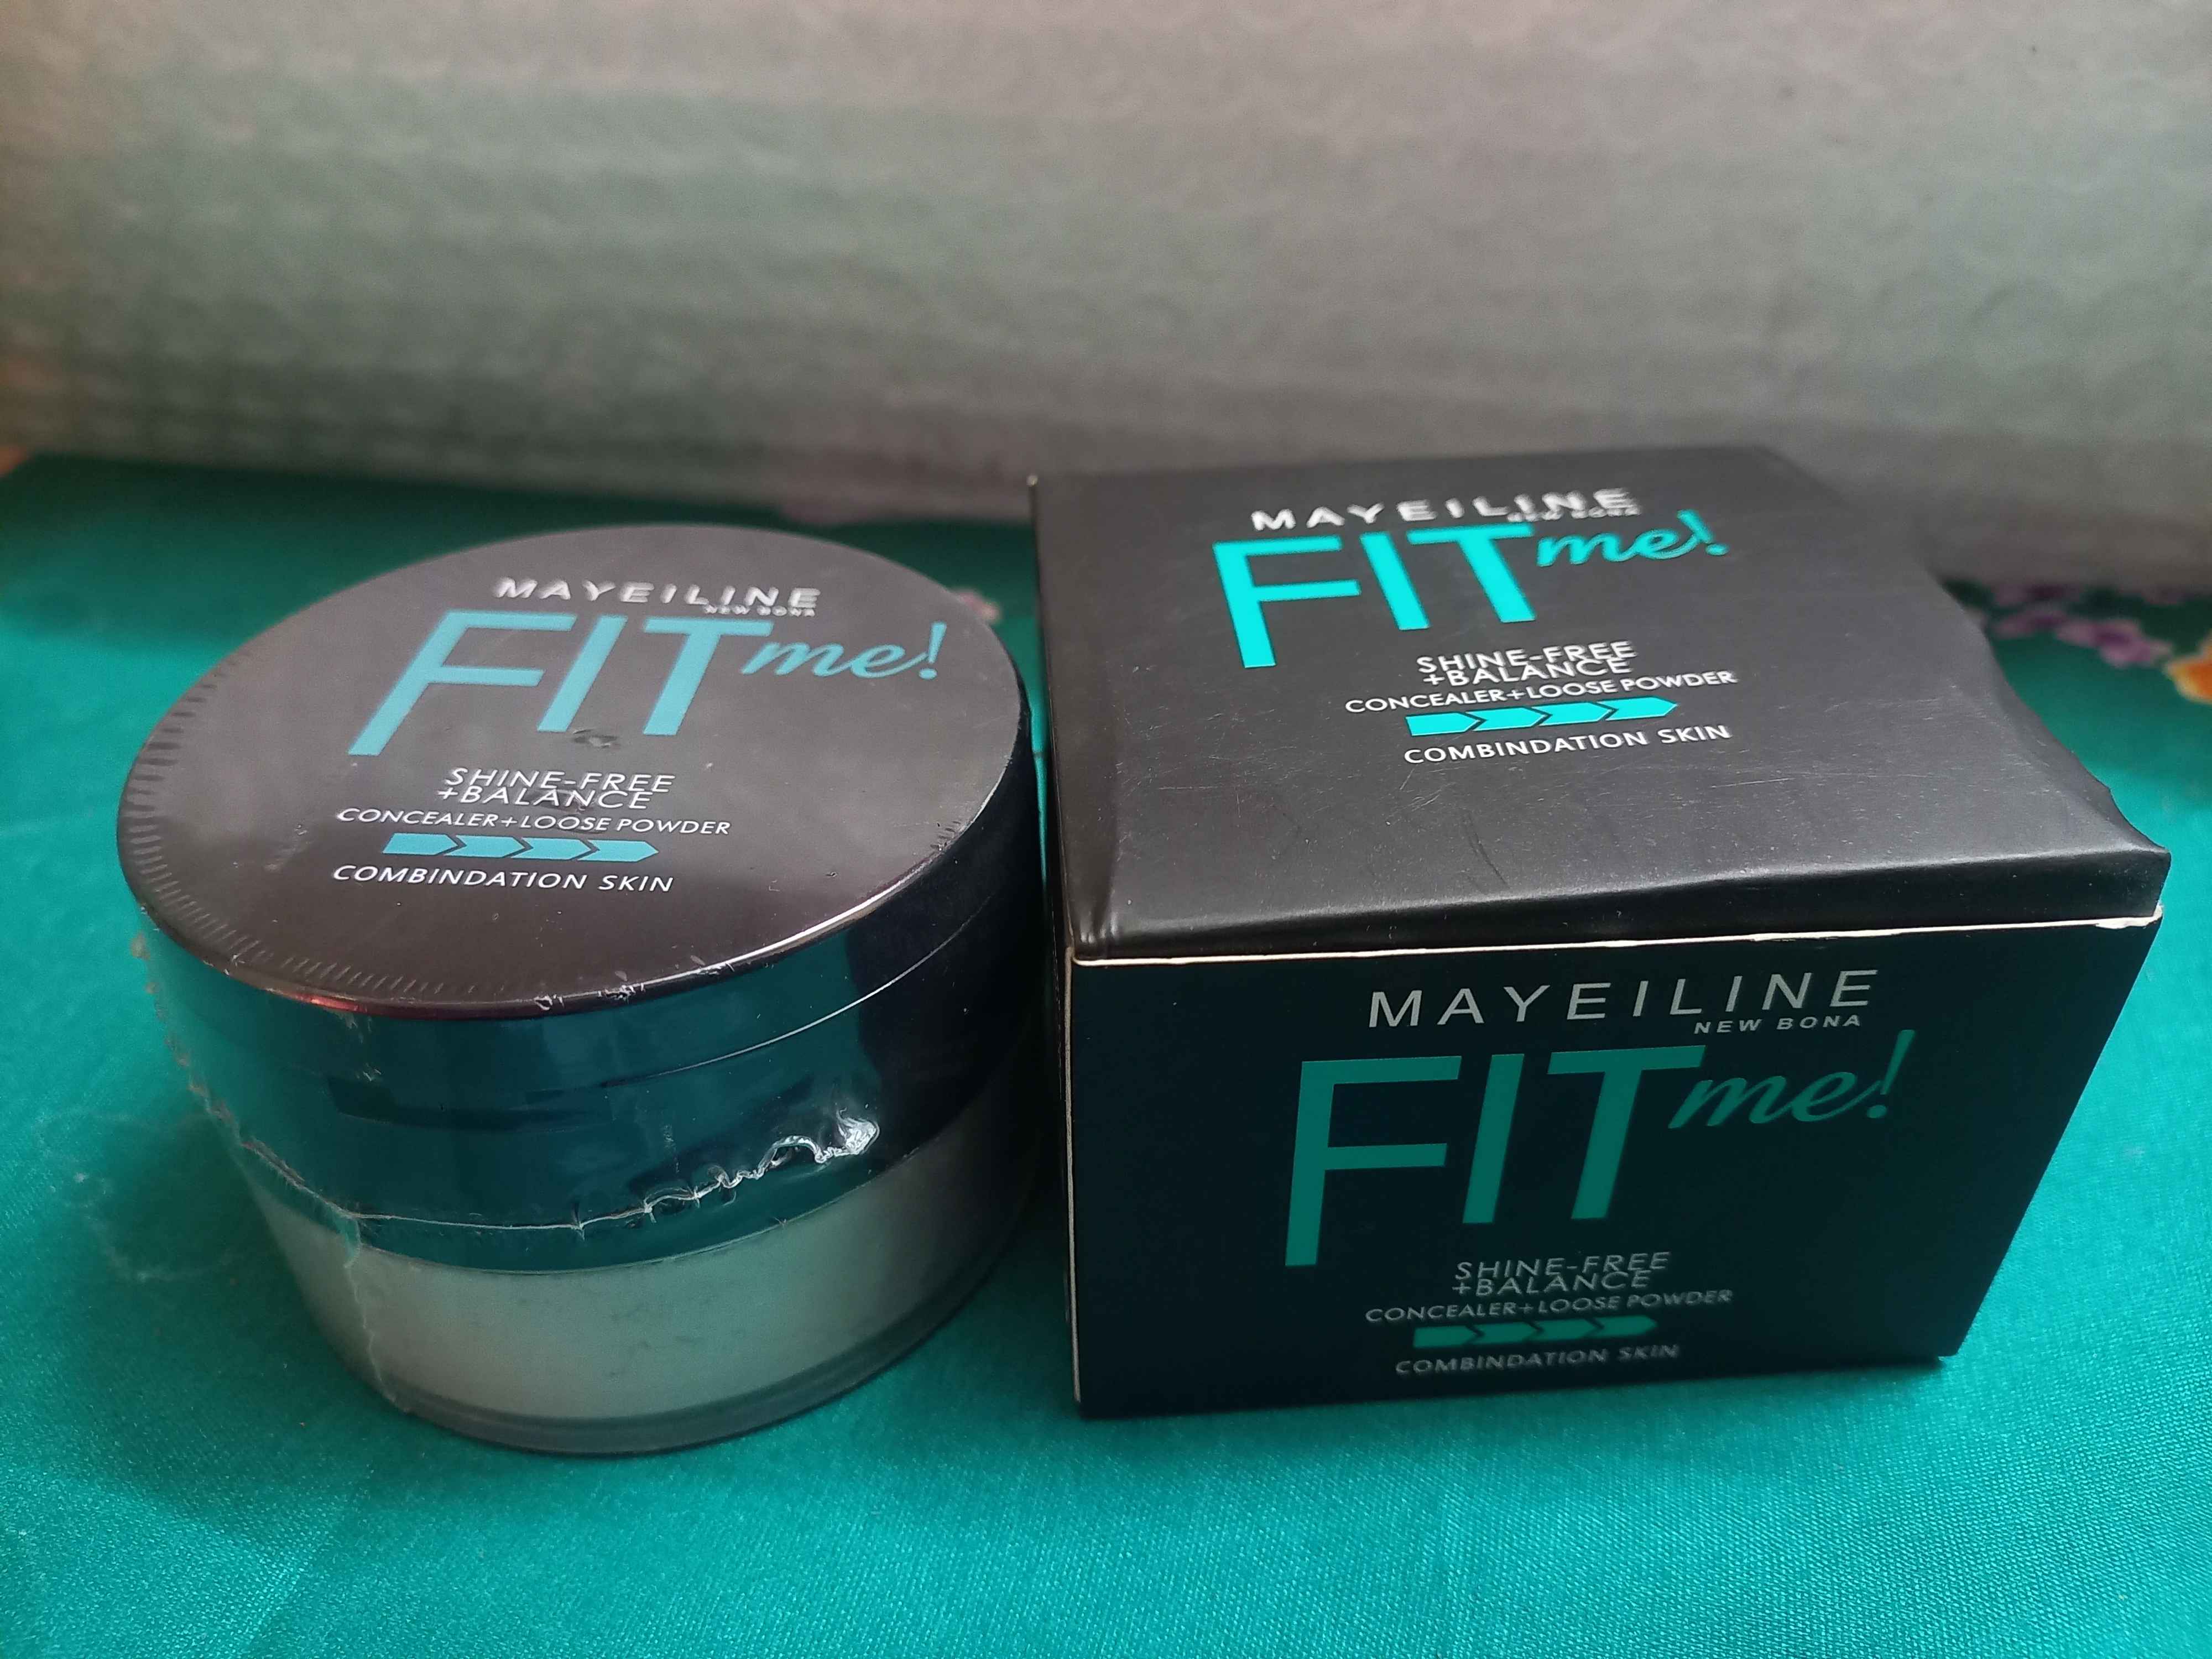 MAYEILINE
NEW BONA
FIT me!
SHINE-FREE
+BALANCE
CONCEALER+LOOSE POWDER
COMBINDATION SKIN
MAYEILINE
NEW BONA
FIT me!
SHINE-FREE
+BALANCE
CONCEALER+LOOSE POWDER
COMBINDATION SKIN
MAYEILINE
NEW BONA
FIT me!
SHINE-FREE
+BALANCE
CONCEALER+LOOSE POWDER
COMBINDATION SKIN